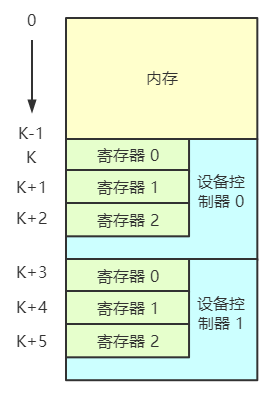 0
内存
K-1
K
寄存器 0
K+1
寄存器 1
设备控
制器 0
K+2
寄存器 2
K+3
寄存器 0
K+4
寄存器 1
设备控
制器 1
K+5
寄存器 2